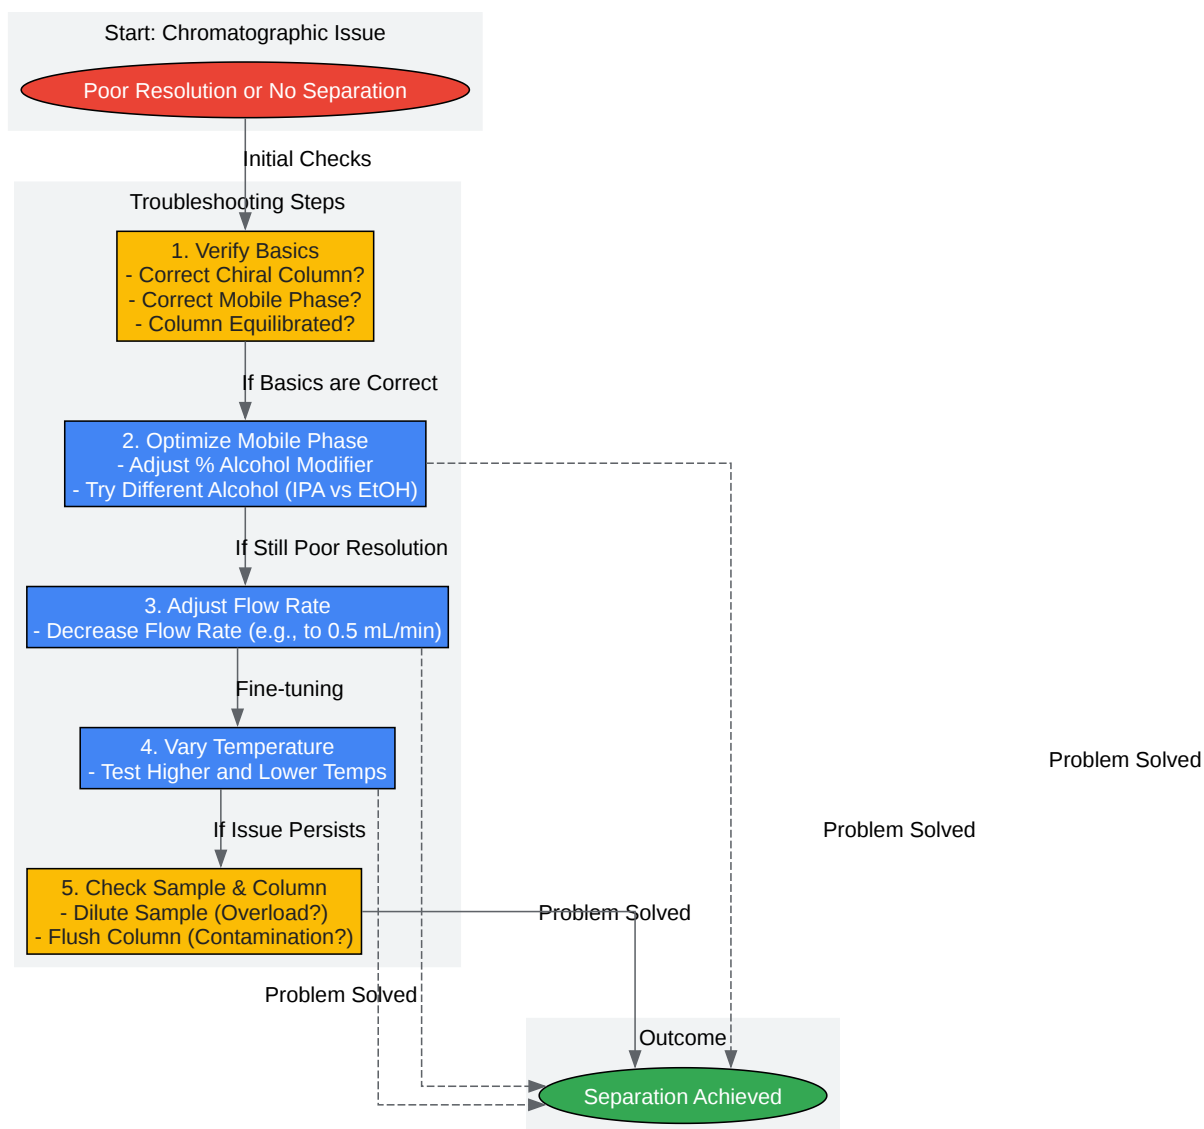 Start: Chromatographic Issue
Poor Resolution or No Separation
Initial Checks
Troubleshooting Steps
1. Verify Basics
- Correct Chiral Column?
- Correct Mobile Phase?
- Column Equilibrated?
If Basics are Correct
2. Optimize Mobile Phase
- Adjust % Alcohol Modifier
- Try Different Alcohol (IPA vs EtOH)
If Still Poor Resolution
3. Adjust Flow Rate
- Decrease Flow Rate (e.g., to 0.5 mL/min)
Fine-tuning
4. Vary Temperature
- Test Higher and Lower Temps
Problem Solved
If Issue Persists
Problem Solved
5. Check Sample & Column
- Dilute Sample (Overload?)
- Flush Column (Contamination?)
Problem Solved
Problem Solved
Outcome
Separation Achieved